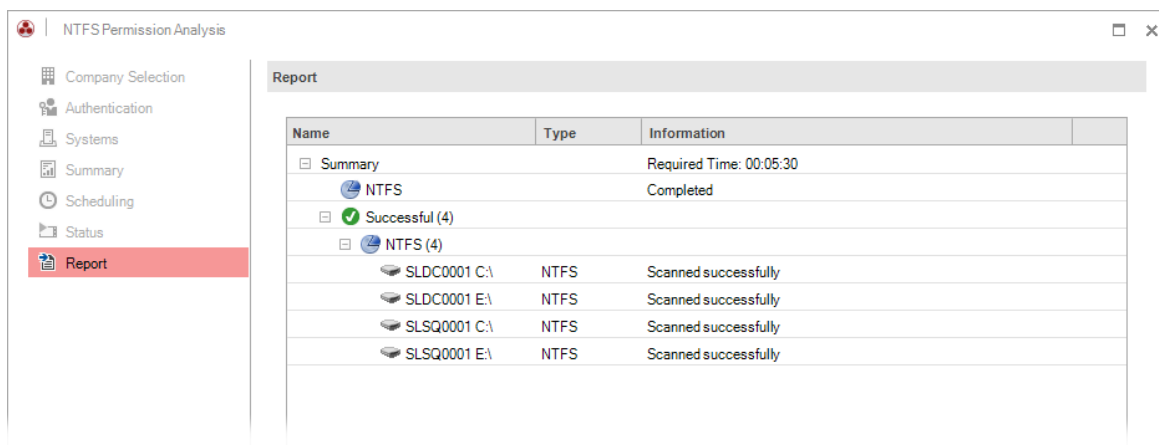 NTFS Permission Analysis
Company Selection
Authentication
Systems
Summary
Scheduling
Status
Report
Report
Name Type Information
Summary Required Time: 00:05:30
NTFS Completed
Successful (4)
NTFS (4)
SLDC0001 C:\ NTFS Scanned successfully
SLDC0001 E:\ NTFS Scanned successfully
SLSQ0001 C:\ NTFS Scanned successfully
SLSQ0001 E:\ NTFS Scanned successfully